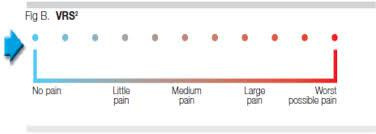 Fig B. VRS²
No pain Little Medium Large Worst
pain pain pain possible pain